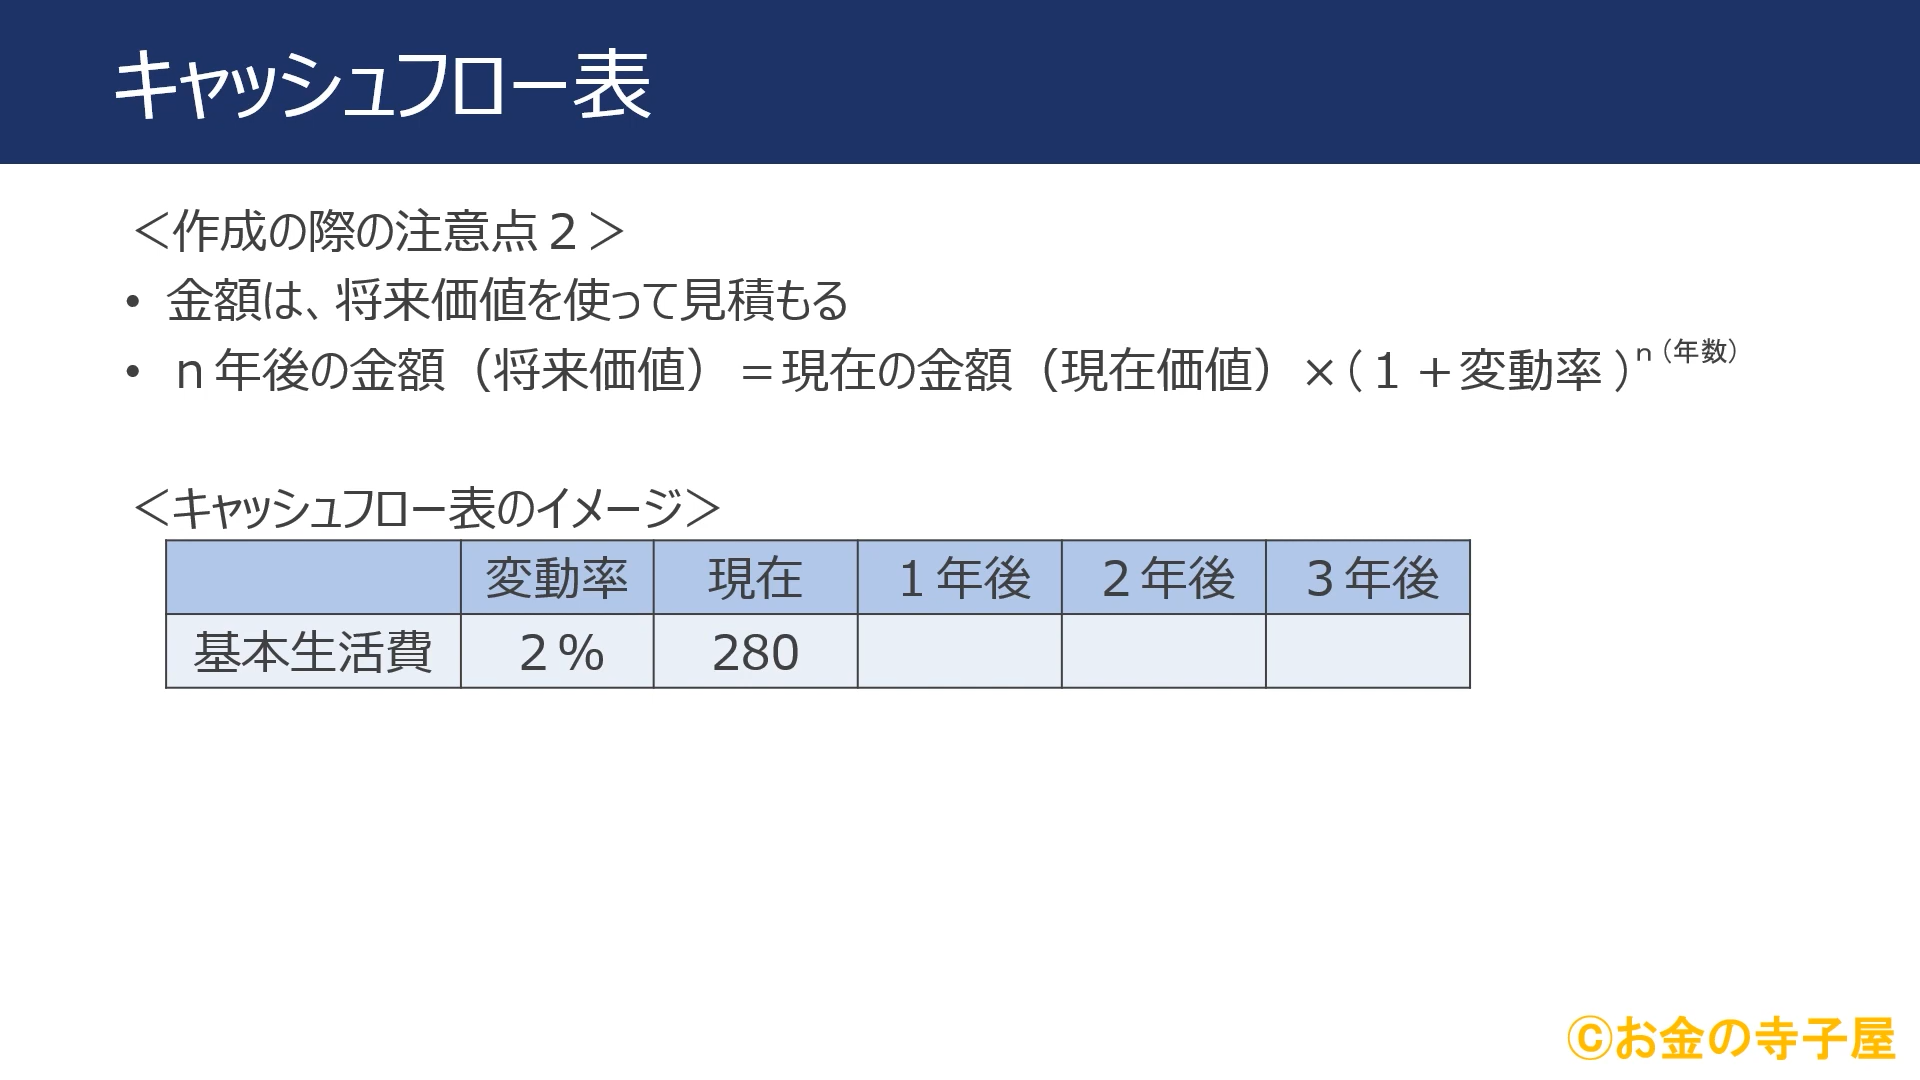 キャッシュフロー表
＜作成の際の注意点２＞
• 金額は、将来価値を使って見積もる
• ｎ年後の金額（将来価値）＝現在の金額（現在価値）×（１＋変動率）ⁿ（年数）
＜キャッシュフロー表のイメージ＞
変動率 現在 １年後 ２年後 ３年後
基本生活費 ２％ 280
©お金の寺子屋